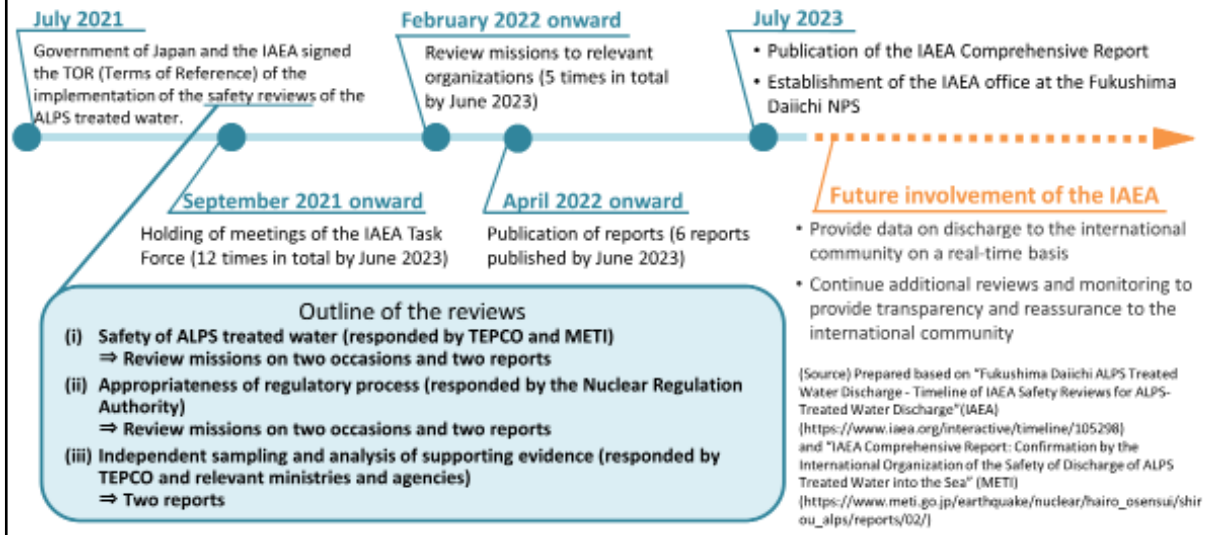 July 2021
Government of Japan and the IAEA signed
the TOR (Terms of Reference) of the
implementation of the safety reviews of the
ALPS treated water.
February 2022 onward
Review missions to relevant
organizations (5 times in total
by June 2023)
July 2023
• Publication of the IAEA Comprehensive Report
• Establishment of the IAEA office at the Fukushima
Daiichi NPS
September 2021 onward
Holding of meetings of the IAEA Task
Force (12 times in total by June 2023)
April 2022 onward
Publication of reports (6 reports
published by June 2023)
Future involvement of the IAEA
• Provide data on discharge to the international
community on a real-time basis
• Continue additional reviews and monitoring to
provide transparency and reassurance to the
international community
Outline of the reviews
(i) Safety of ALPS treated water (responded by TEPCO and METI)
⇒ Review missions on two occasions and two reports
(ii) Appropriateness of regulatory process (responded by the Nuclear Regulation
Authority)
⇒ Review missions on two occasions and two reports
(iii) Independent sampling and analysis of supporting evidence (responded by
TEPCO and relevant ministries and agencies)
⇒ Two reports
(Source) Prepared based on "Fukushima Daiichi ALPS Treated
Water Discharge - Timeline of IAEA Safety Reviews for ALPS-
Treated Water Discharge"(IAEA)
(https://www.iaea.org/interactive/timeline/105298)
and "IAEA Comprehensive Report: Confirmation by the
International Organization of the Safety of Discharge of ALPS
Treated Water into the Sea" (METI)
(https://www.meti.go.jp/earthquake/nuclear/hairo_osensui/shir
ou_alps/reports/02/)